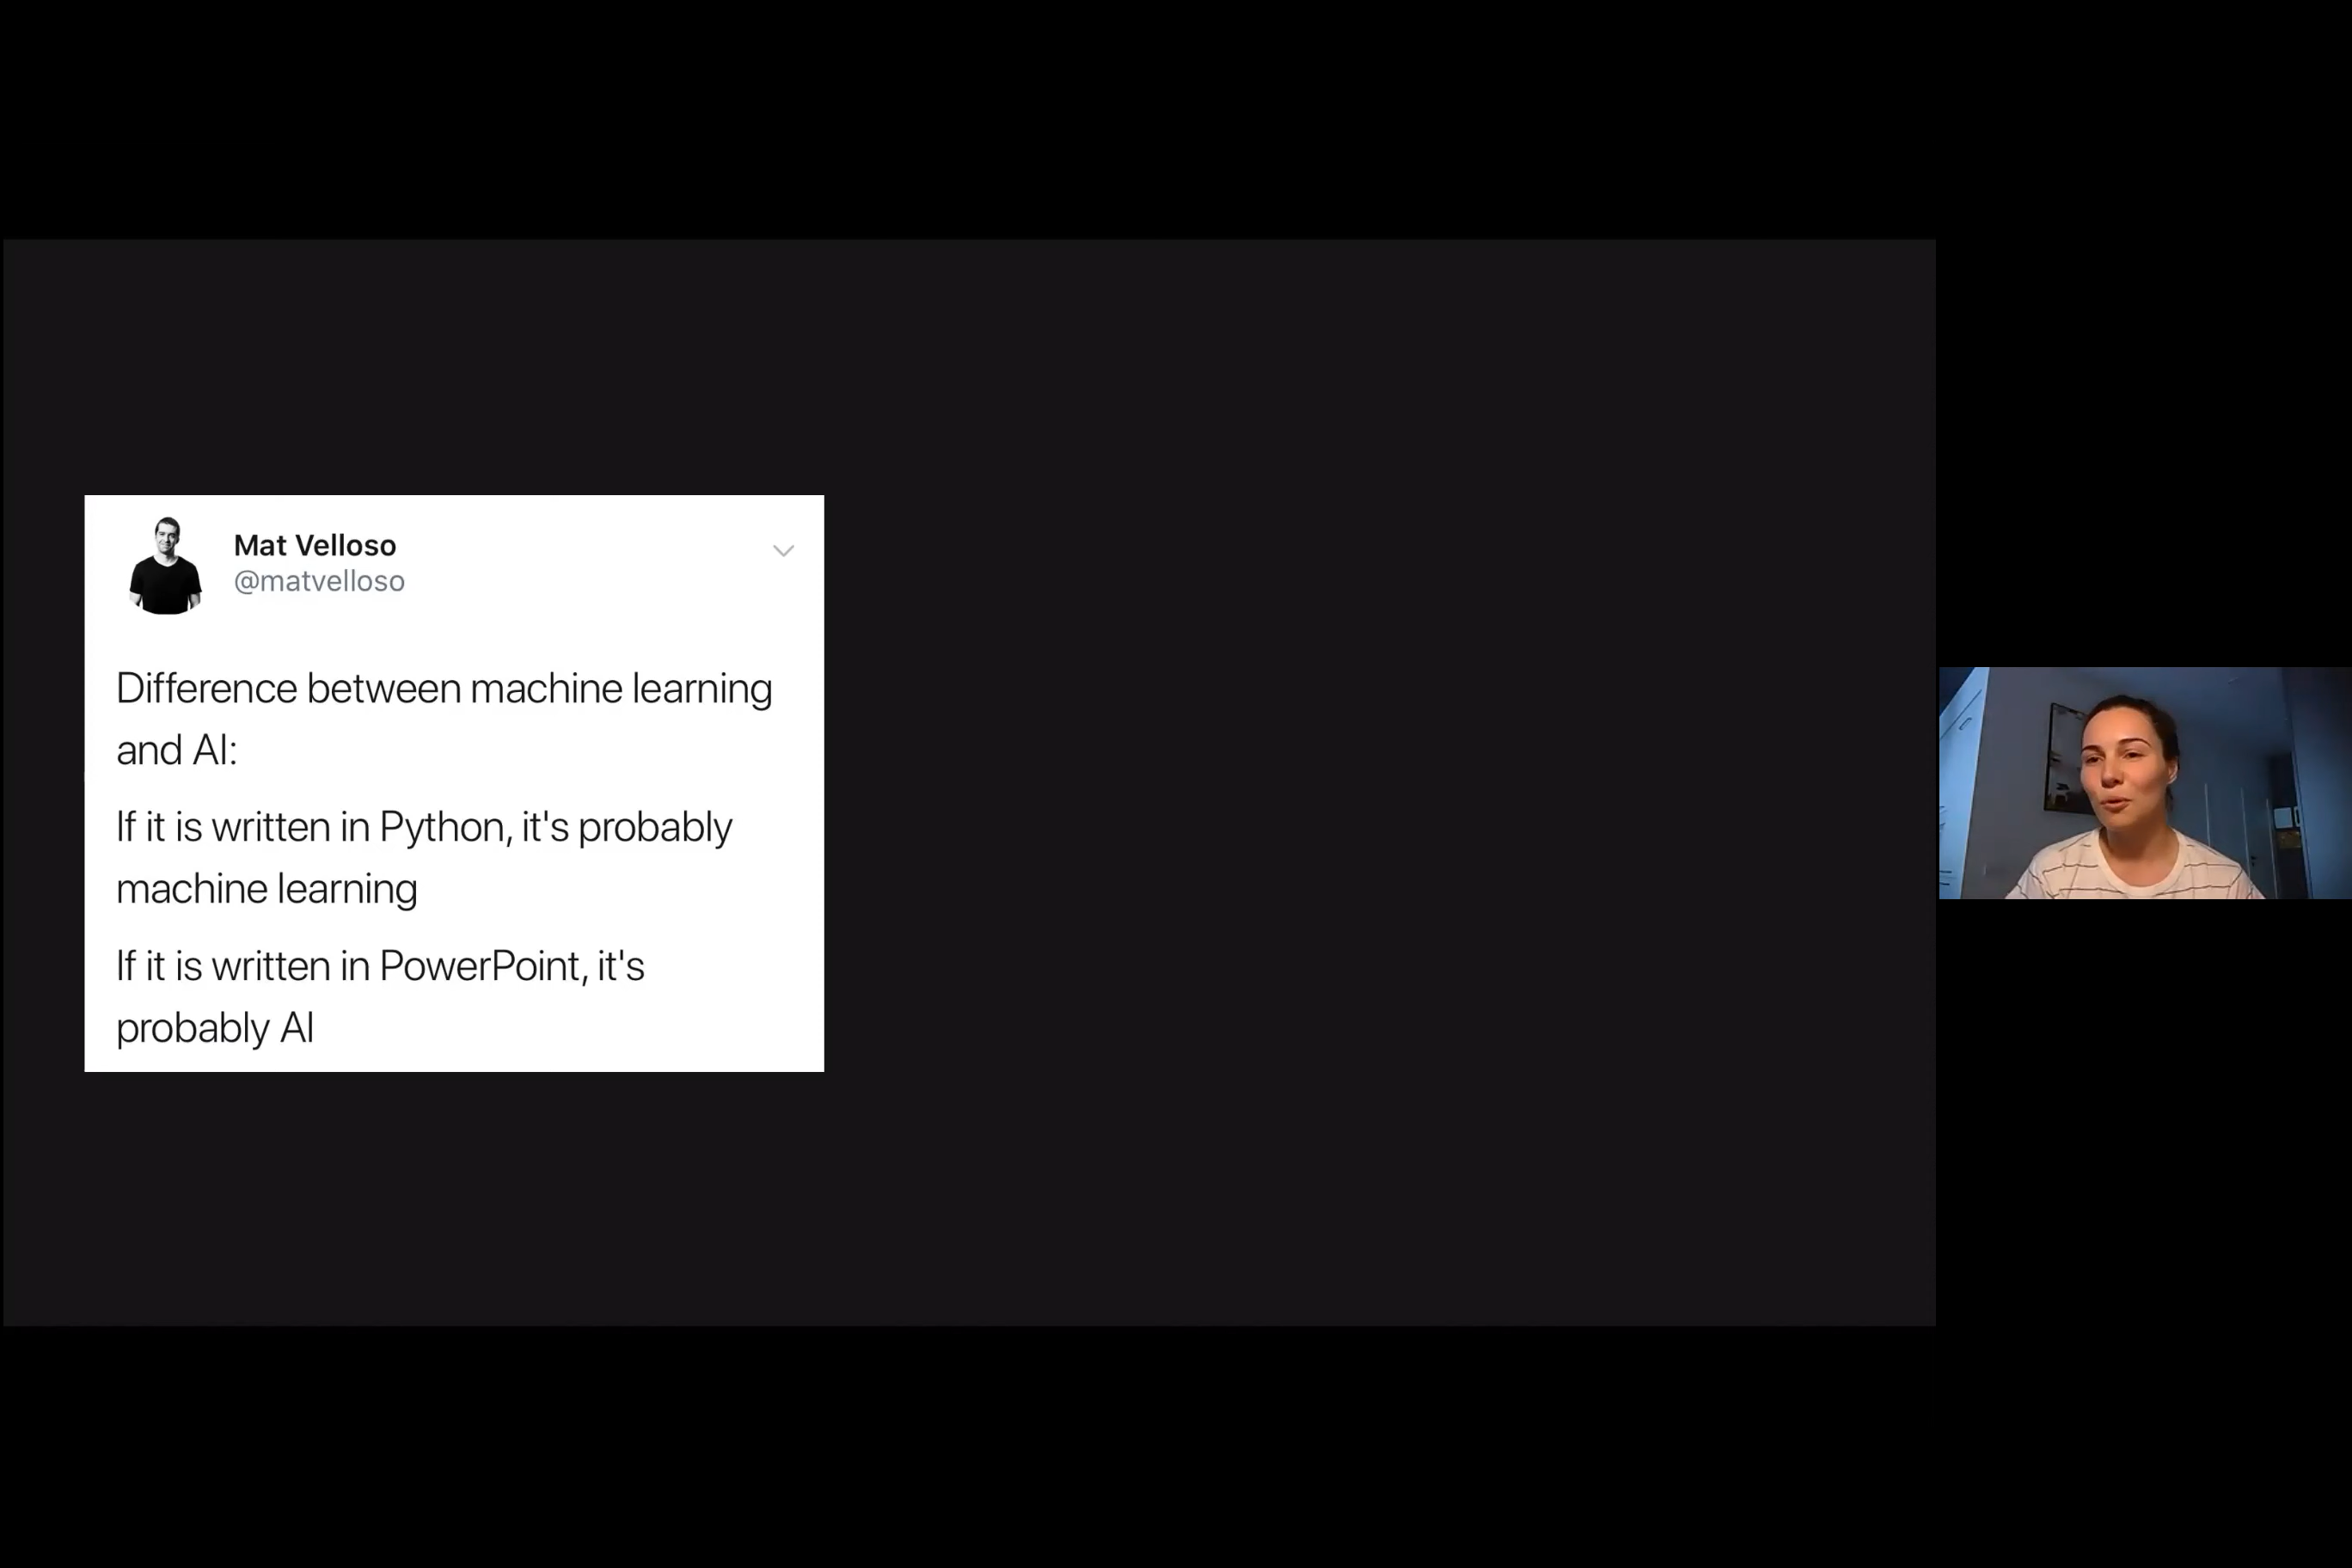 Mat Velloso
@matvelloso
Difference between machine learning
and AI:
If it is written in Python, it's probably
machine learning
If it is written in PowerPoint, it's
probably AI